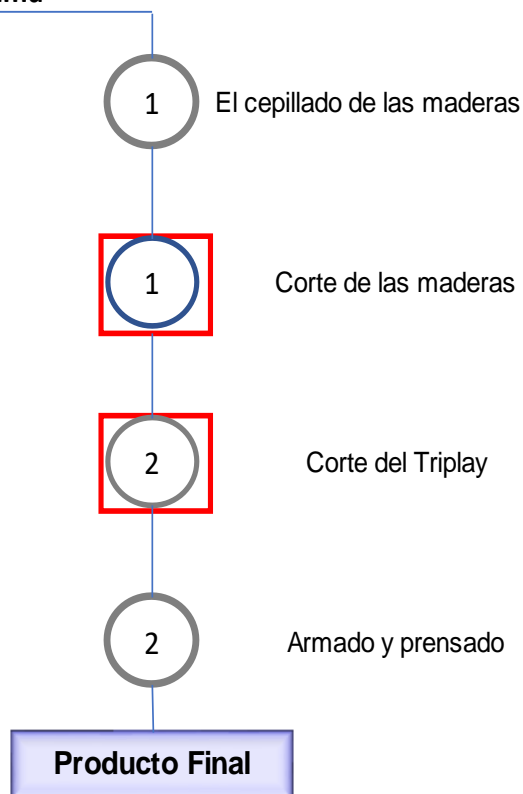 1 El cepillado de las maderas
1 Corte de las maderas
2 Corte del Triplay
2 Armado y prensado
Producto Final